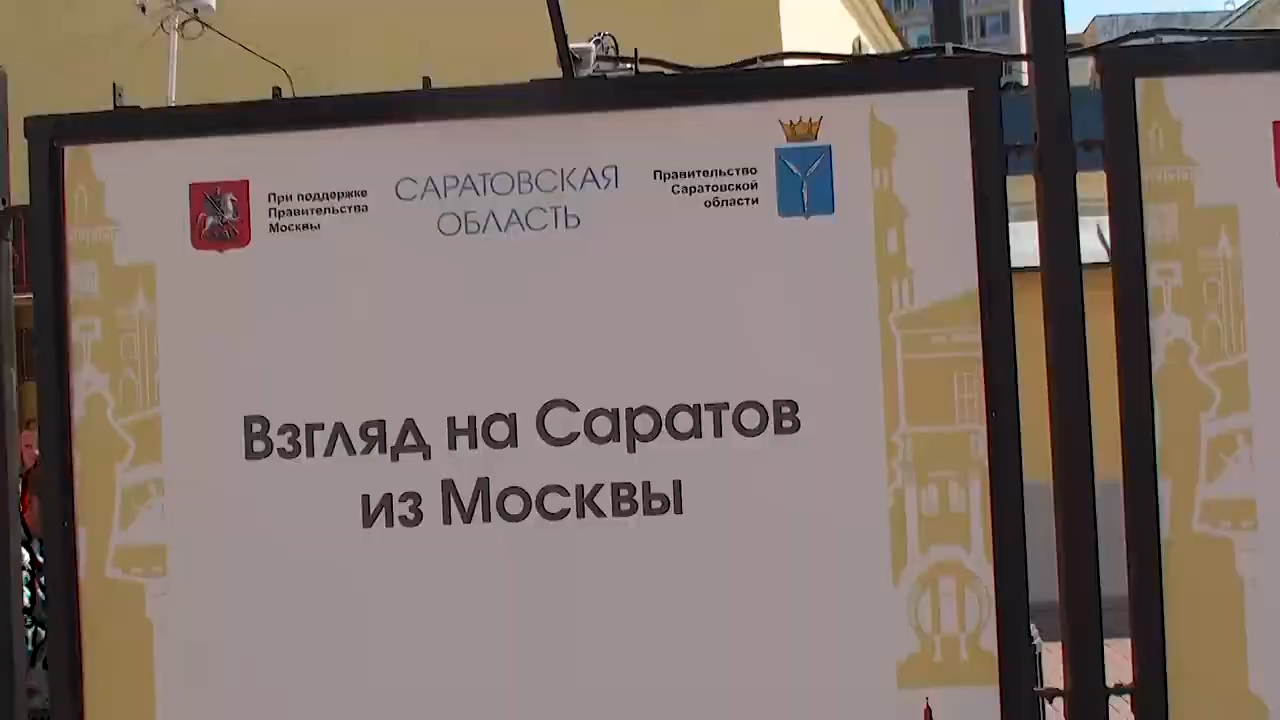 При поддержке
Правительства
Москвы
САРАТОВСКАЯ
ОБЛАСТЬ
Правительство
Саратовской
области
Взгляд на Саратов
из Москвы